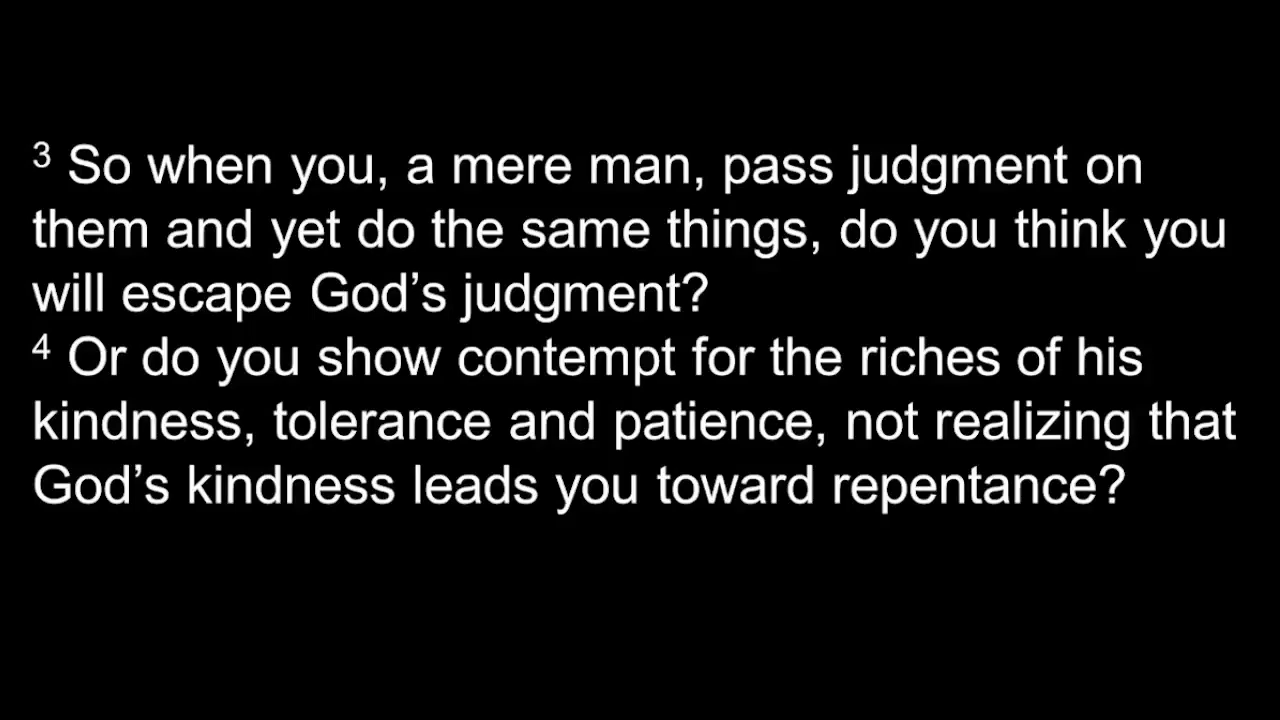 3 So when you, a mere man, pass judgment on
them and yet do the same things, do you think you
will escape God’s judgment?
4 Or do you show contempt for the riches of his
kindness, tolerance and patience, not realizing that
God’s kindness leads you toward repentance?